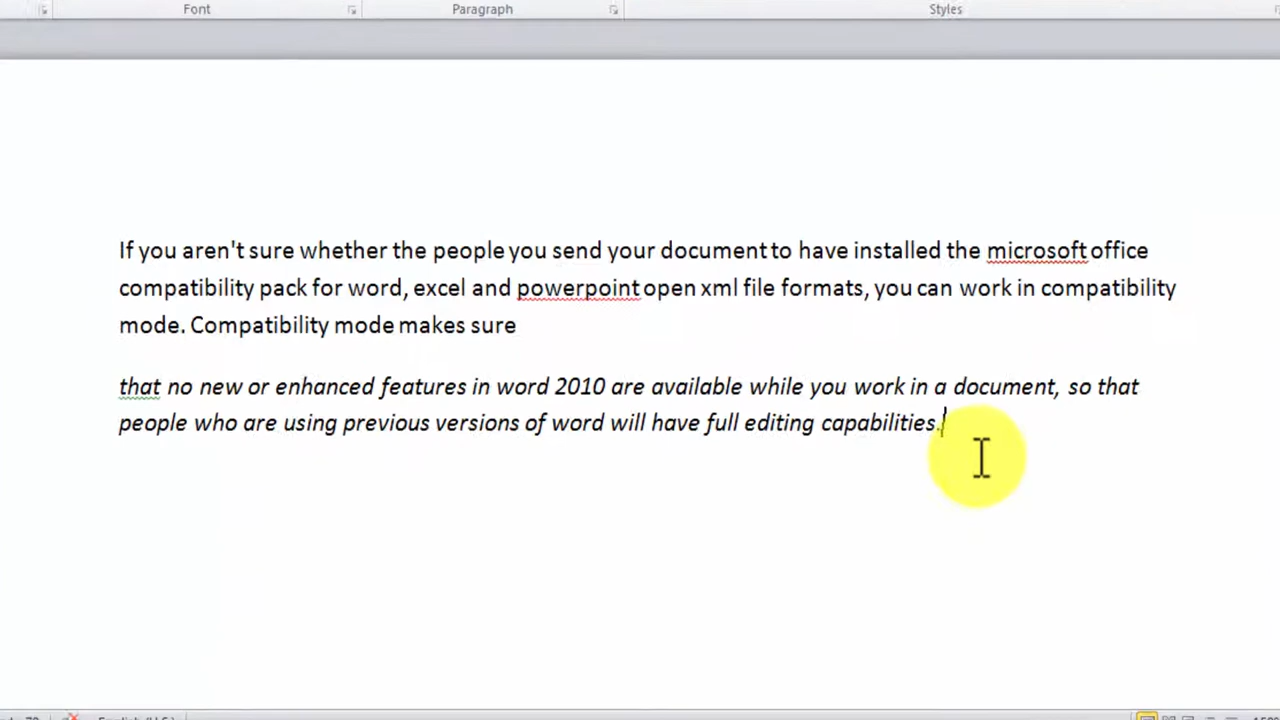 Font Paragraph Styles
If you aren't sure whether the people you send your document to have installed the microsoft office
compatibility pack for word, excel and powerpoint open xml file formats, you can work in compatibility
mode. Compatibility mode makes sure
that no new or enhanced features in word 2010 are available while you work in a document, so that
people who are using previous versions of word will have full editing capabilities.